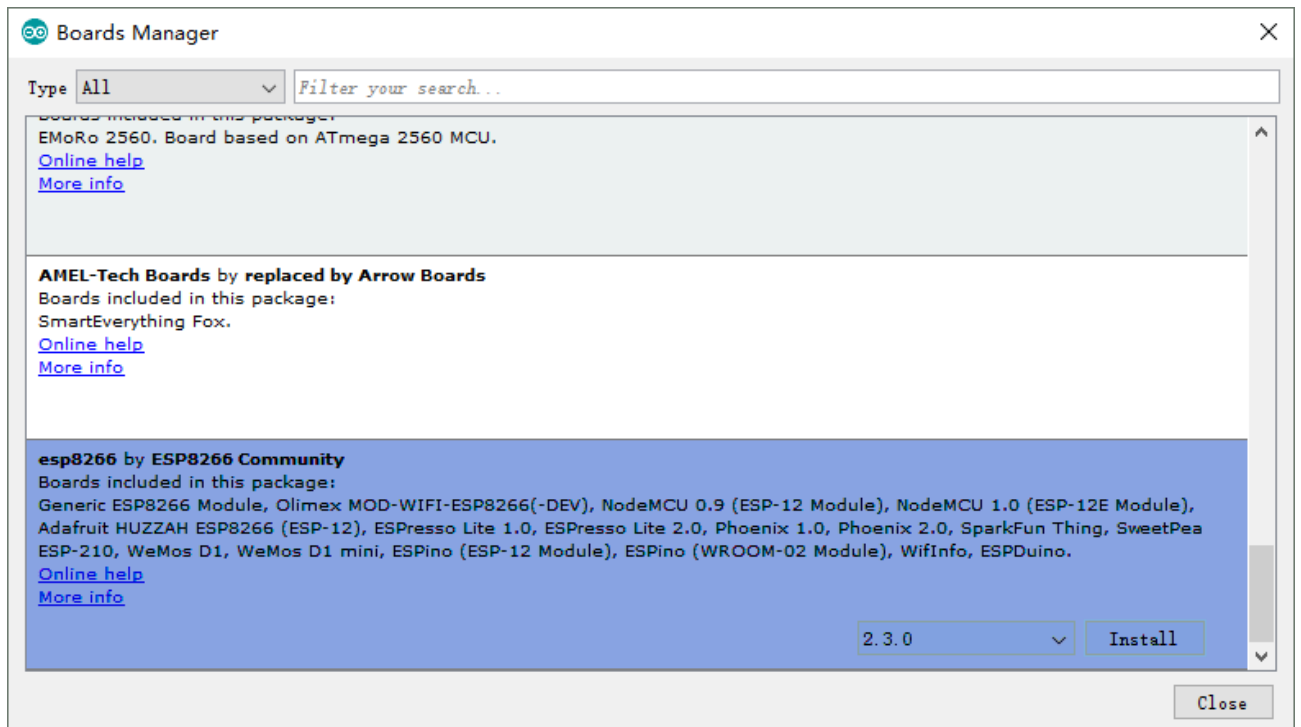 Boards Manager
Type All Filter your search...
Boards included in this package:
EMoRo 2560. Board based on ATmega 2560 MCU.
Online help
More info
AMEL-Tech Boards by replaced by Arrow Boards
Boards included in this package:
SmartEverything Fox.
Online help
More info
esp8266 by ESP8266 Community
Boards included in this package:
Generic ESP8266 Module, Olimex MOD-WIFI-ESP8266(-DEV), NodeMCU 0.9 (ESP-12 Module), NodeMCU 1.0 (ESP-12E Module),
Adafruit HUZZAH ESP8266 (ESP-12), ESPresso Lite 1.0, ESPresso Lite 2.0, Phoenix 1.0, Phoenix 2.0, SparkFun Thing, SweetPea
ESP-210, WeMos D1, WeMos D1 mini, ESPino (ESP-12 Module), ESPino (WROOM-02 Module), WifInfo, ESPDuino.
Online help
More info
2.3.0 Install
Close